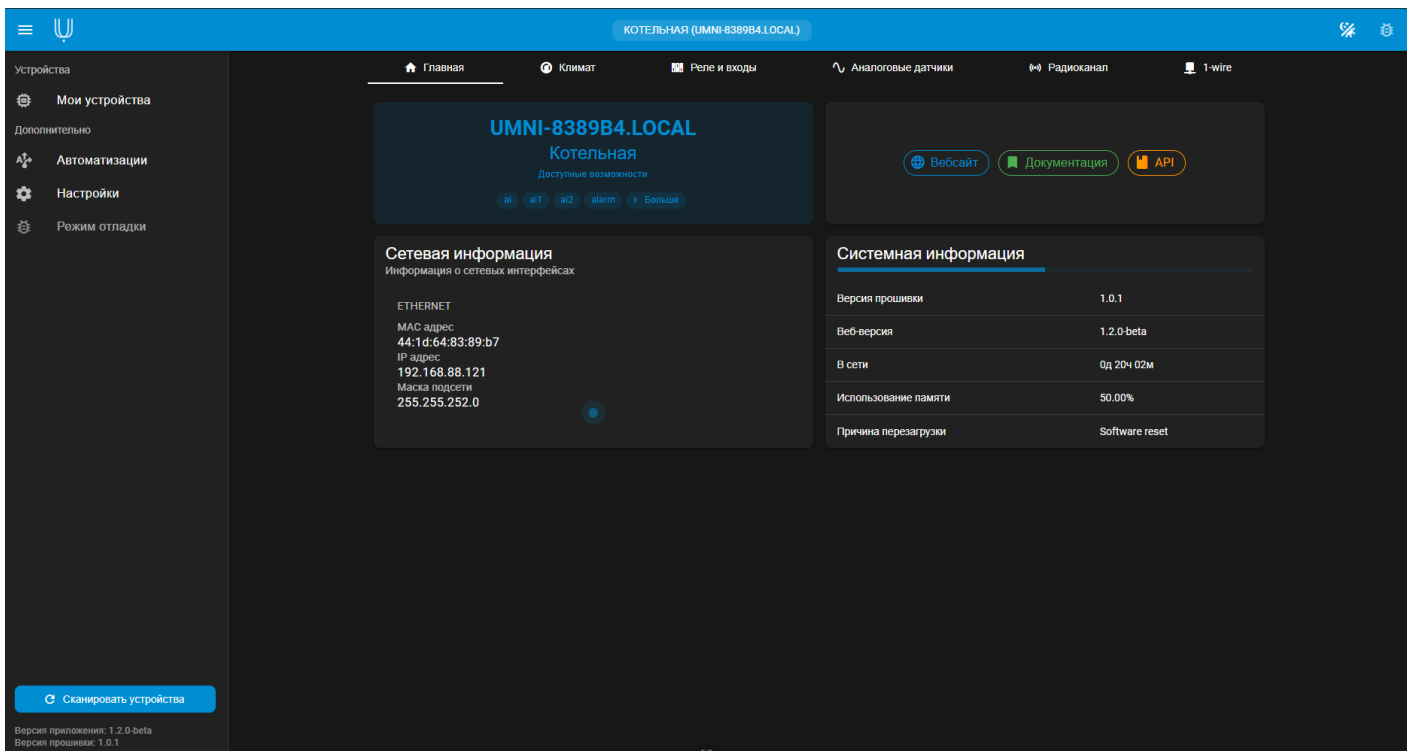 КОТЕЛЬНАЯ (UMNI-8389B4.LOCAL)
Устройства
Мои устройства
Дополнительно
Автоматизации
Настройки
Режим отладки
Главная Климат Реле и входы Аналоговые датчики Радиоканал 1-wire
UMNI-8389B4.LOCAL
Котельная
Доступные возможности
ai ai1 ai2 alarm > Больше
Вебсайт Документация API
Сетевая информация
Информация о сетевых интерфейсах
ETHERNET
MAC адрес
44:1d:64:83:89:b7
IP адрес
192.168.88.121
Маска подсети
255.255.252.0
Системная информация
Версия прошивки 1.0.1
Веб-версия 1.2.0-beta
В сети 0д 20ч 02м
Использование памяти 50.00%
Причина перезагрузки Software reset
Сканировать устройства
Версия приложения: 1.2.0-beta
Версия прошивки: 1.0.1